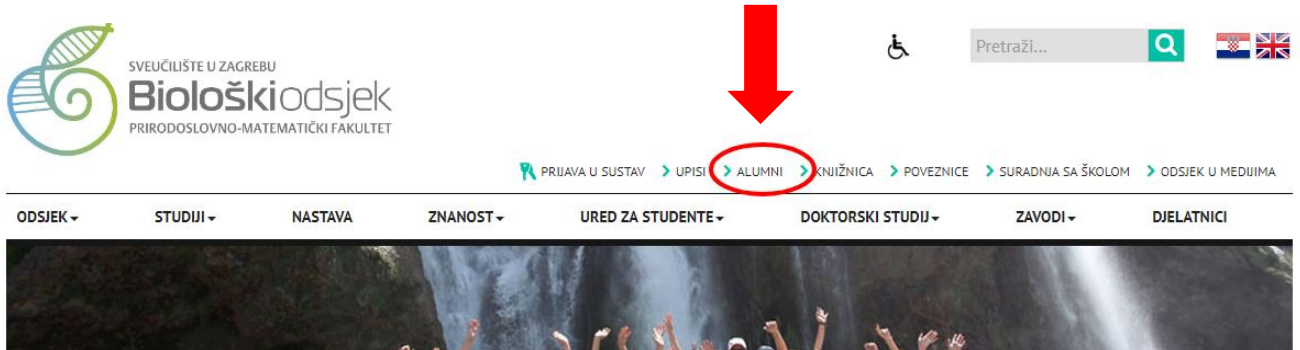 SVEUČILIŠTE U ZAGREBU
Biološki odsjek
PRIRODOSLOVNO-MATEMATIČKI FAKULTET
Pretraži...
PRIJAVA U SUSTAV UPISI ALUMNI KNJIŽNICA POVEZNICE SURADNJA SA ŠKOLOM ODSJEK U MEDIJIMA
ODSJEK STUDIJI NASTAVA ZNANOST URED ZA STUDENTE DOKTORSKI STUDIJ ZAVODI DJELATNICI